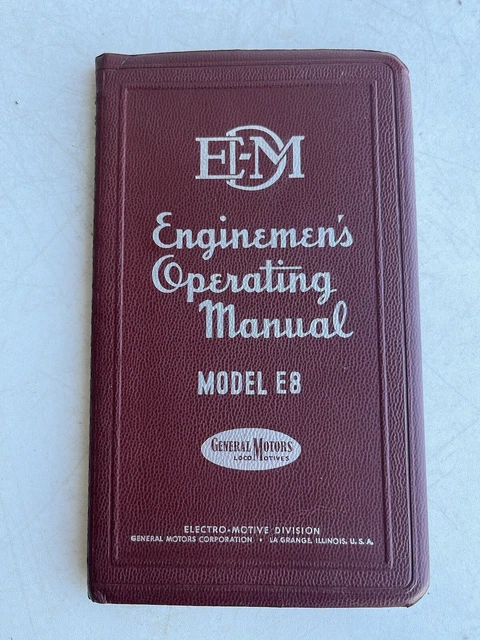 EMD
Enginemen's
Operating
Manual
MODEL E8
GENERAL MOTORS
LOCOMOTIVES
ELECTRO-MOTIVE DIVISION
GENERAL MOTORS CORPORATION • LA GRANGE, ILLINOIS, U.S.A.